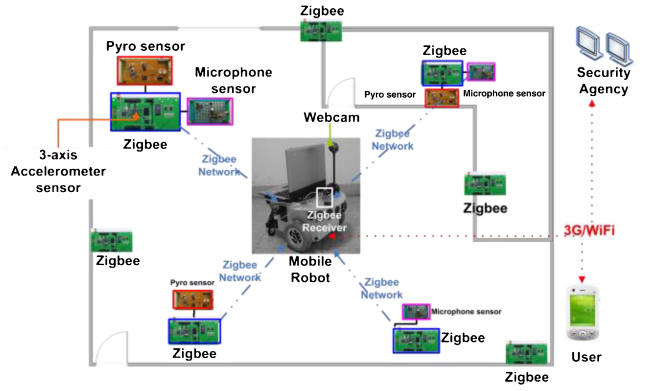 Zigbee
Pyro sensor
Microphone
sensor
Zigbee
3-axis
Accelerometer
sensor
Zigbee
Pyro sensor
Microphone sensor
Security
Agency
Webcam
Zigbee
Network
Zigbee
Network
Zigbee
Receiver
Zigbee
3G/WiFi
Zigbee
Mobile
Robot
Zigbee
Network
Zigbee
Network
Pyro sensor
Zigbee
Microphone sensor
Zigbee
Zigbee
User